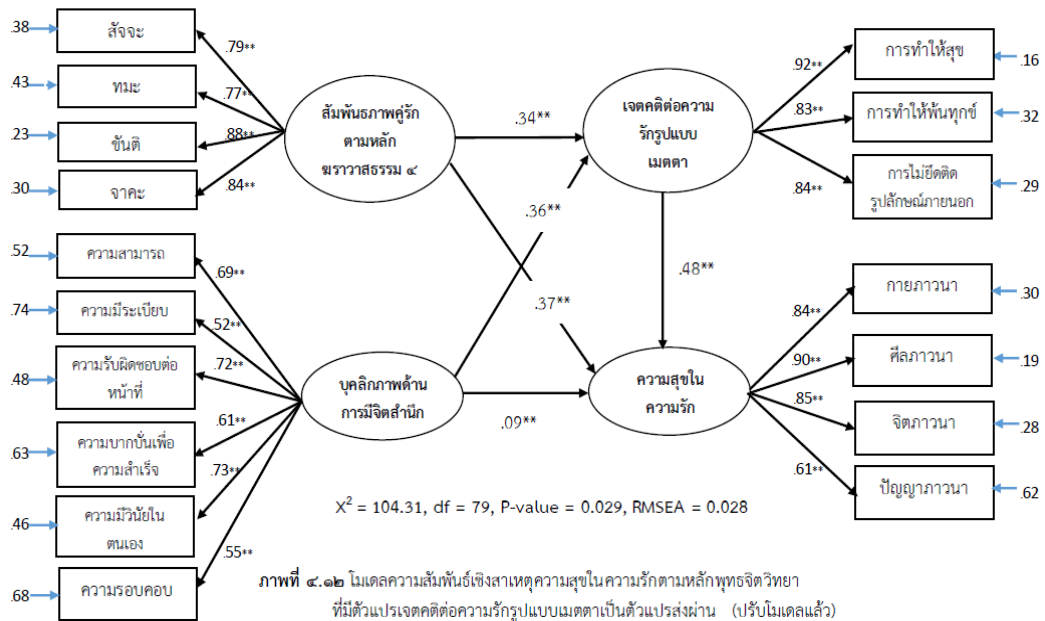 .38
สัจจะ
.79**
.43
ทมะ
.77**
.23
ขันติ
.88**
.30
จาคะ
.84**
สัมพันธภาพคู่รัก
ตามหลัก
ฆราวาสธรรม ๔
.34**
.36**
.37**
เจตคติต่อความ
รักรูปแบบ
เมตตา
.92**
การทำให้สุข
.16
.83**
การทำให้พ้นทุกข์
.32
.84**
การไม่ยึดติด
รูปลักษณ์ภายนอก
.29
.48**
.52
ความสามารถ
.69**
.74
ความมีระเบียบ
.52**
.48
ความรับผิดชอบต่อ
หน้าที่
.72**
.63
ความบากบั่นเพื่อ
ความสำเร็จ
.61**
.46
ความมีวินัยใน
ตนเอง
.73**
.68
ความรอบคอบ
.55**
บุคลิกภาพด้าน
การมีจิตสำนึก
.09**
ความสุขใน
ความรัก
.84**
กายภาวนา
.30
.90**
ศีลภาวนา
.19
.85**
จิตภาวนา
.28
.61**
ปัญญาภาวนา
.62
X² = 104.31, df = 79, P-value = 0.029, RMSEA = 0.028
ภาพที่ ๔.๑๒ โมเดลความสัมพันธ์เชิงสาเหตุความสุขในความรักตามหลักพุทธจิตวิทยา
ที่มีตัวแปรเจตคติต่อความรักรูปแบบเมตตาเป็นตัวแปรส่งผ่าน (ปรับโมเดลแล้ว)